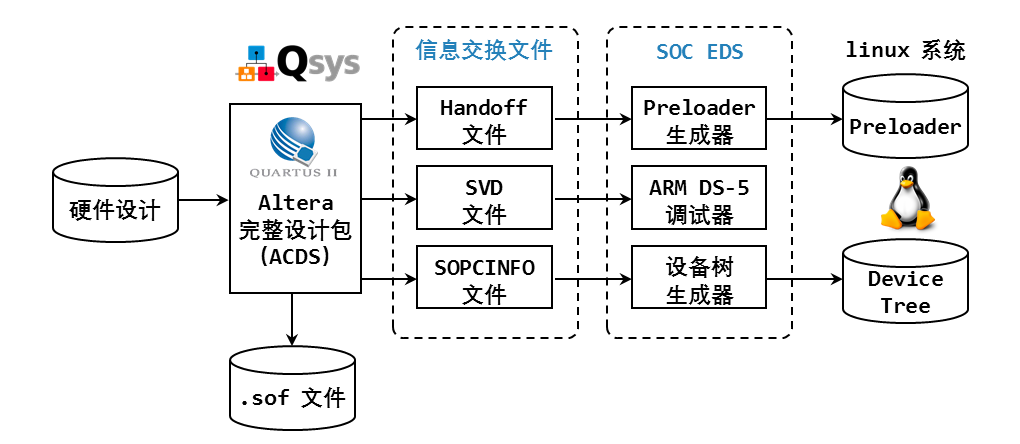 Qsys
信息交换文件
SOC EDS
linux 系统
Handoff
文件
Preloader
生成器
Preloader
QUARTUS II
Altera
完整设计包
(ACDS)
硬件设计
SVD
文件
ARM DS-5
调试器
SOPCINFO
文件
设备树
生成器
Device
Tree
.sof 文件